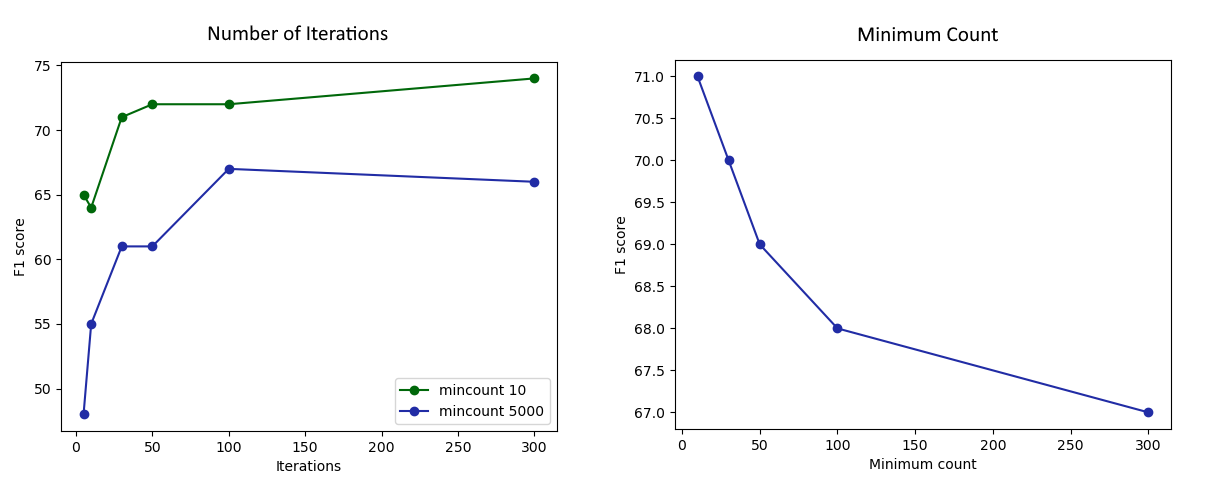 Number of Iterations
75
70
65
60
55
50
F1 score
0 50 100 150 200 250 300
Iterations
mincount 10
mincount 5000
Minimum Count
71.0
70.5
70.0
69.5
69.0
68.5
68.0
67.5
67.0
F1 score
0 50 100 150 200 250 300
Minimum count